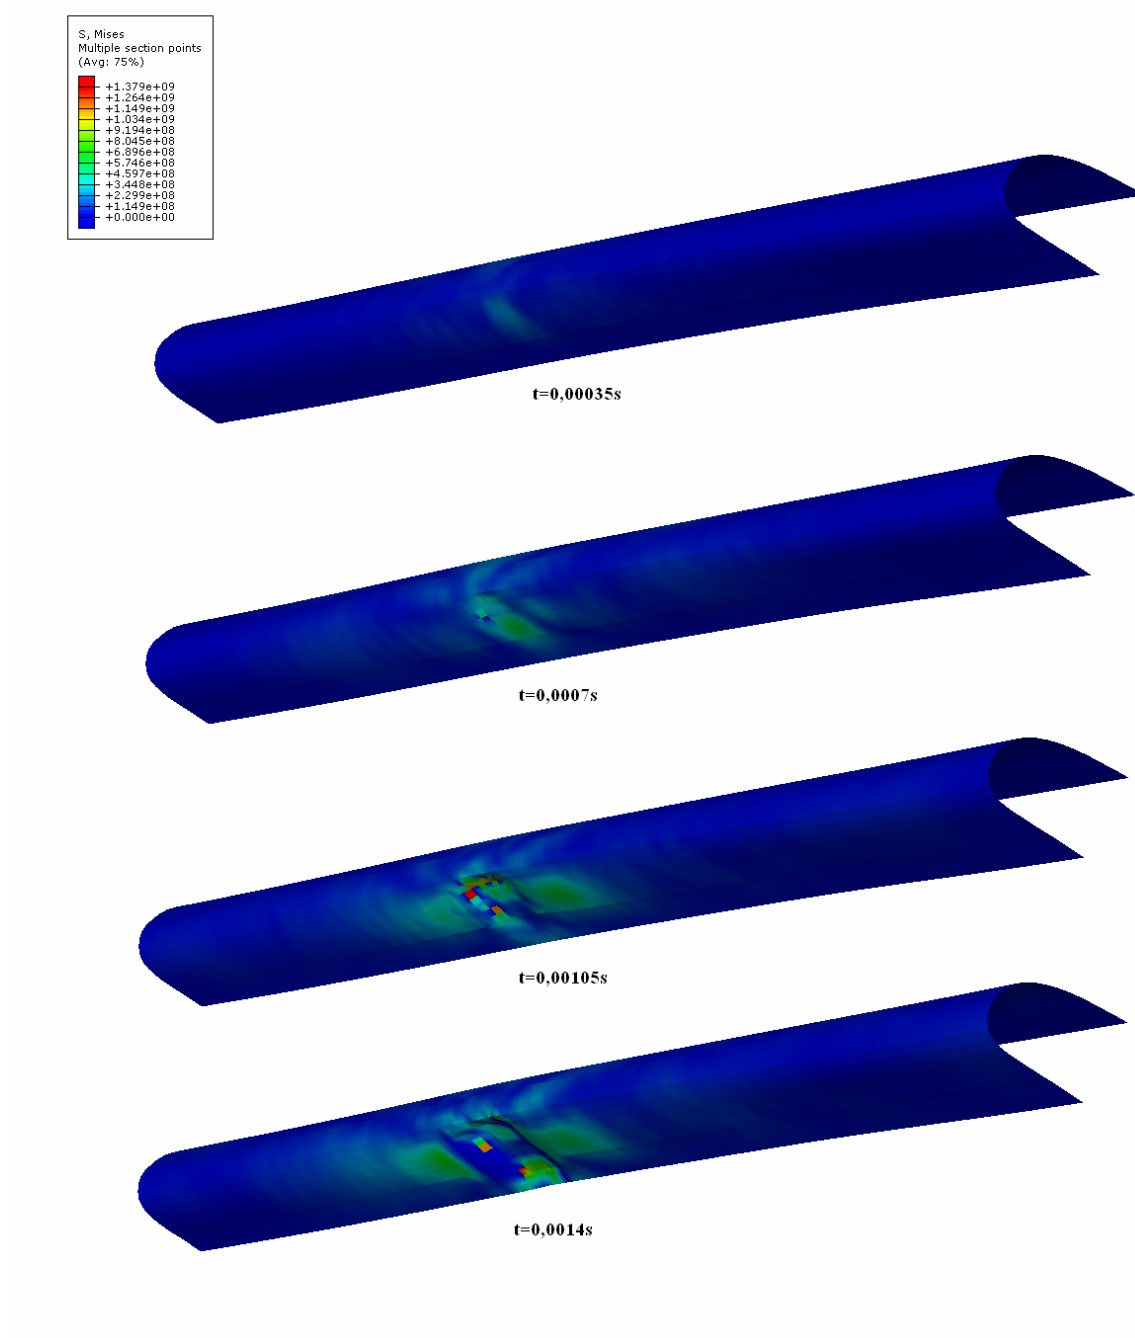 S, Mises
Multiple section points
(Avg: 75%)
+1.379e+09
+1.264e+09
+1.149e+09
+1.034e+09
+9.194e+08
+8.045e+08
+6.896e+08
+5.746e+08
+4.597e+08
+3.448e+08
+2.299e+08
+1.149e+08
+0.000e+00
t=0,00035s
t=0,0007s
t=0,00105s
t=0,0014s